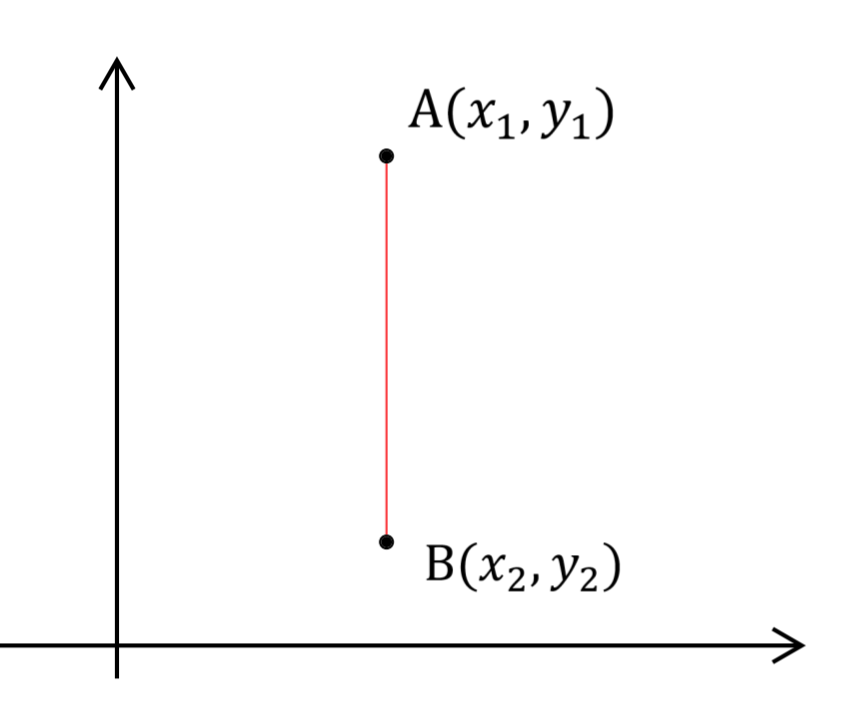 A(x₁, y₁)
B(x₂, y₂)